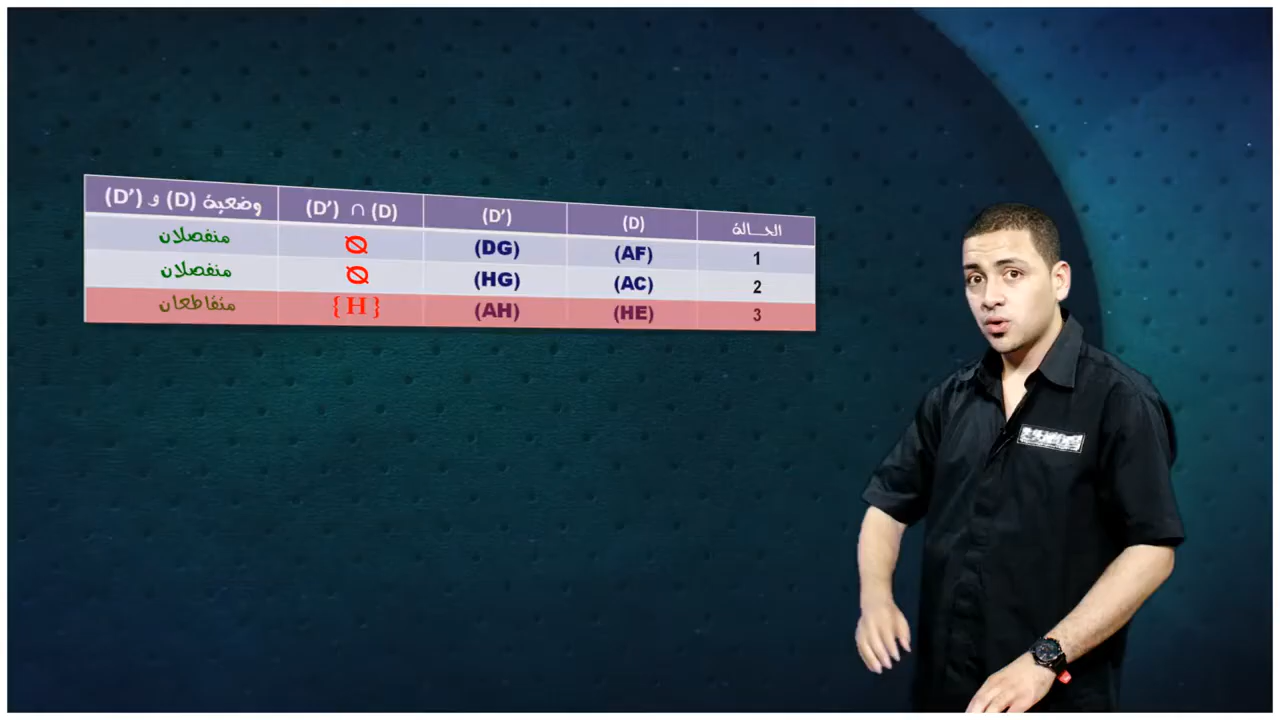 الحالة (D) (D′) (D′) ∩ (D) وضعية (D) و (D′)
1 (AF) (DG) ∅ منفصلان
2 (AC) (HG) ∅ منفصلان
3 (HE) (AH) { H } متقاطعان